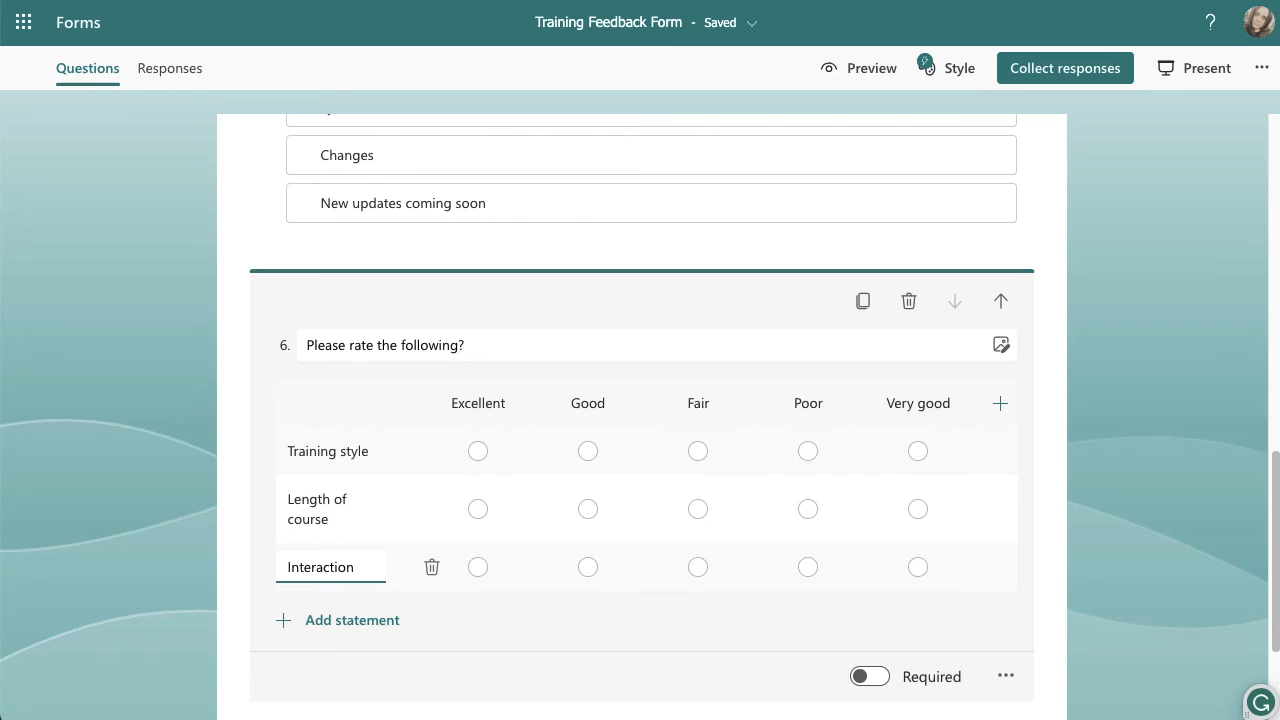 Forms
Training Feedback Form - Saved
?
Questions
Responses
Preview
Style
Collect responses
Present
Changes
New updates coming soon
6. Please rate the following?
Excellent Good Fair Poor Very good
Training style
Length of
course
Interaction
Add statement
Required